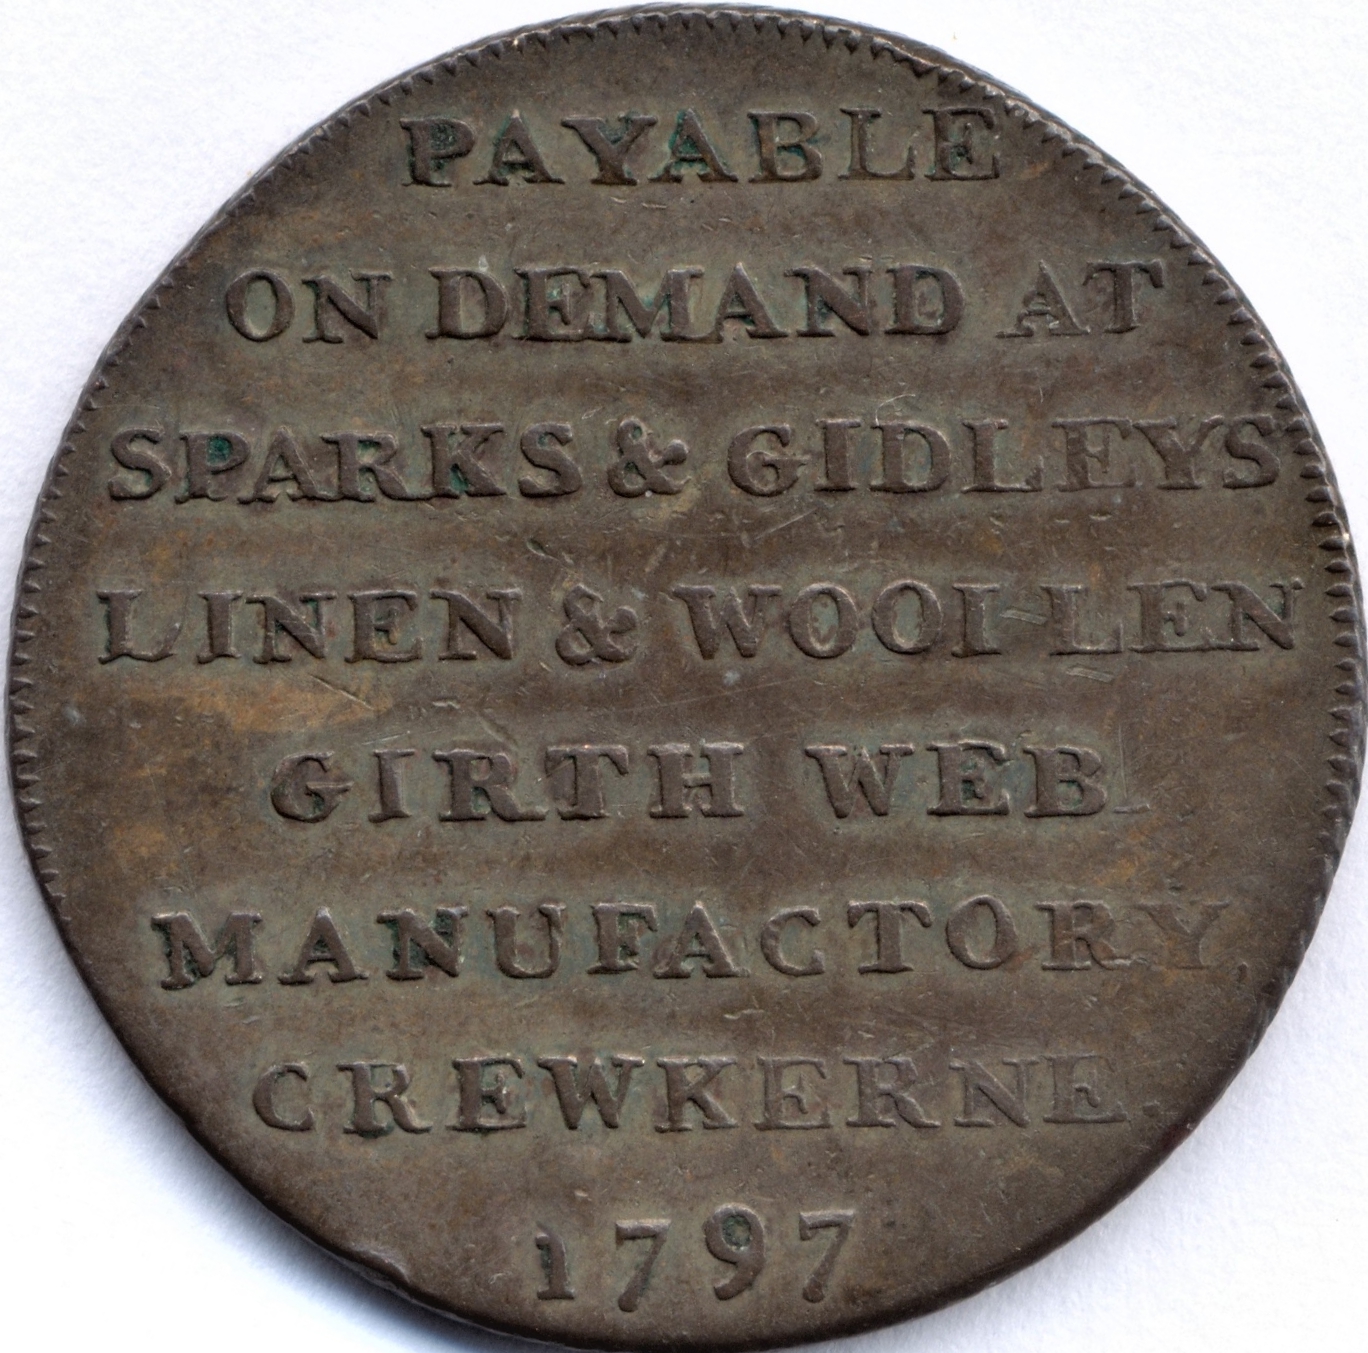 PAYABLE
ON DEMAND AT
SPARKS & GIDLEYS
LINEN & WOOLLEN
GIRTH WEB
MANUFACTORY,
CREWKERNE.
1797